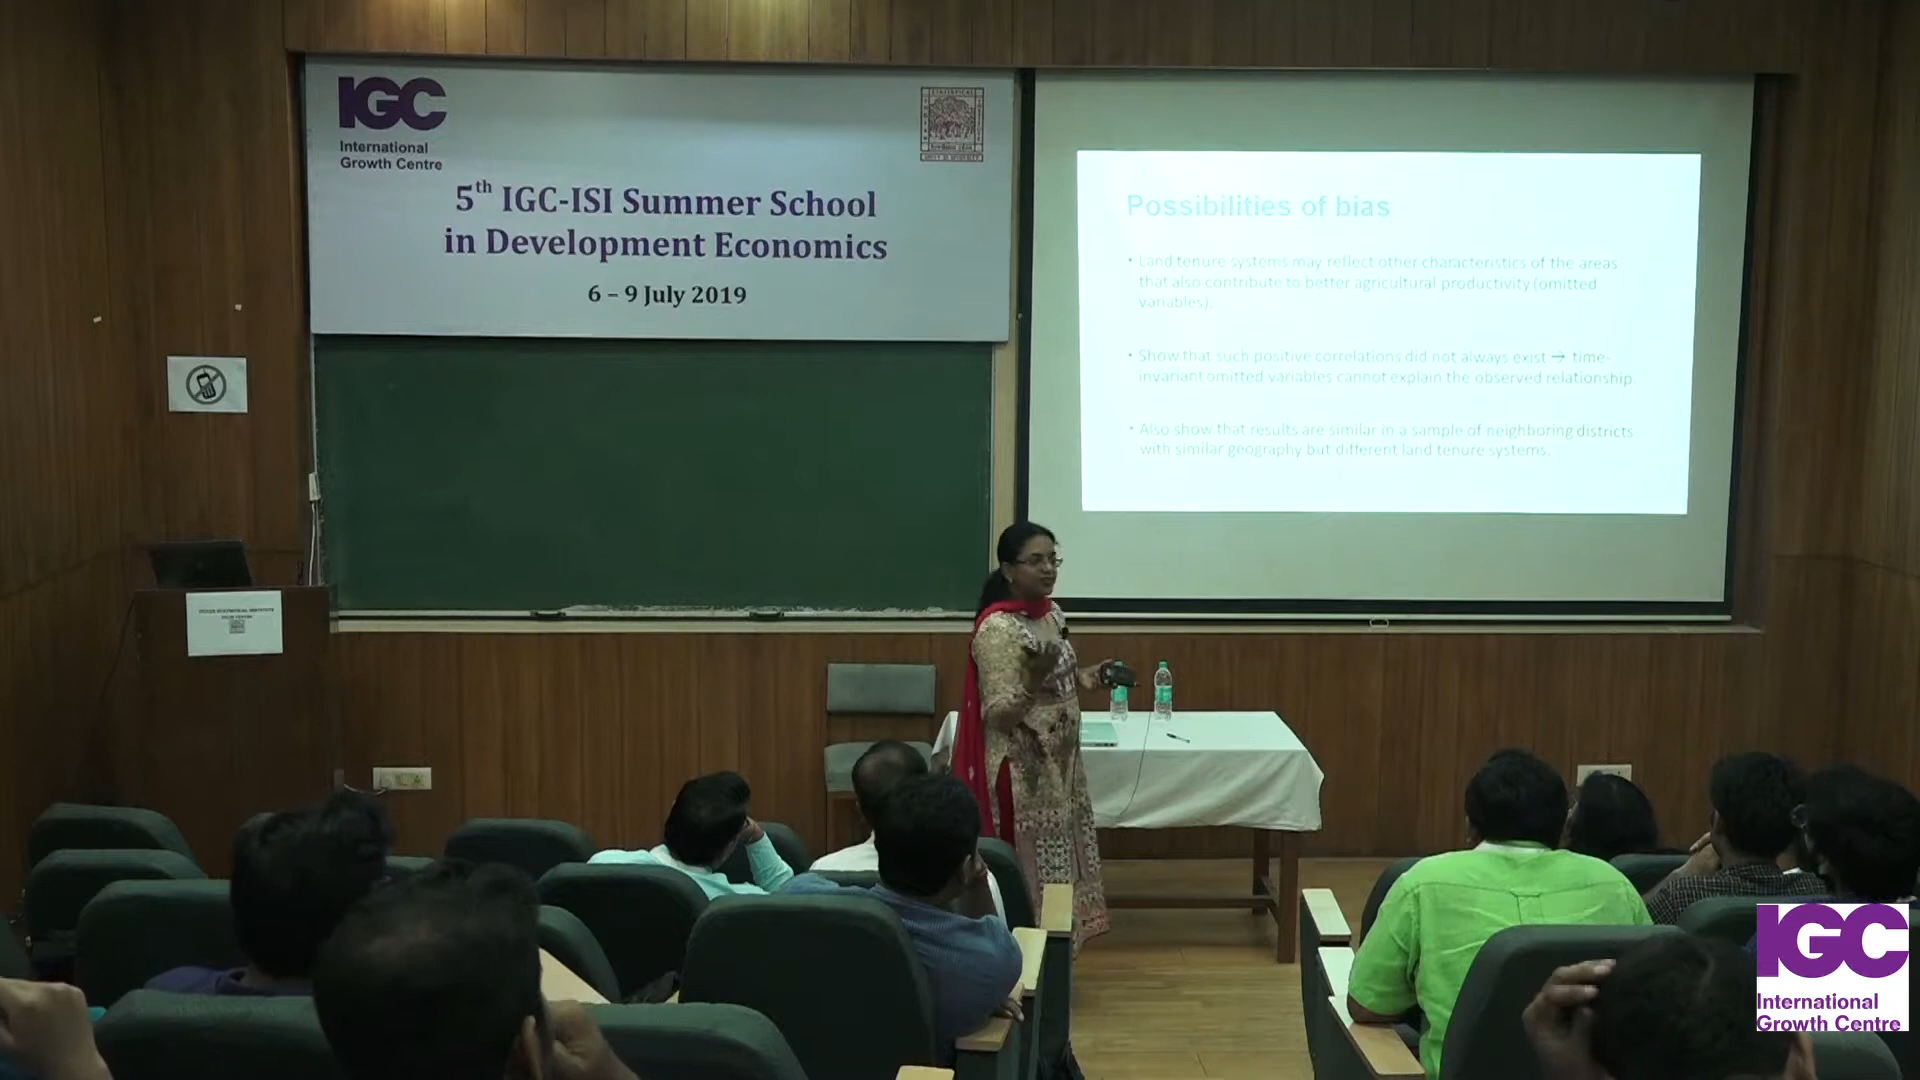 IGC
International
Growth Centre
5th IGC-ISI Summer School
in Development Economics
6 – 9 July 2019
Possibilities of bias
• Land tenure systems may reflect other characteristics of the areas
that also contribute to better agricultural productivity (omitted
variables).
• Show that such positive correlations did not always exist → time-
invariant omitted variables cannot explain the observed relationship.
• Also show that results are similar in a sample of neighboring districts
with similar geography but different land tenure systems.
IGC
International
Growth Centre